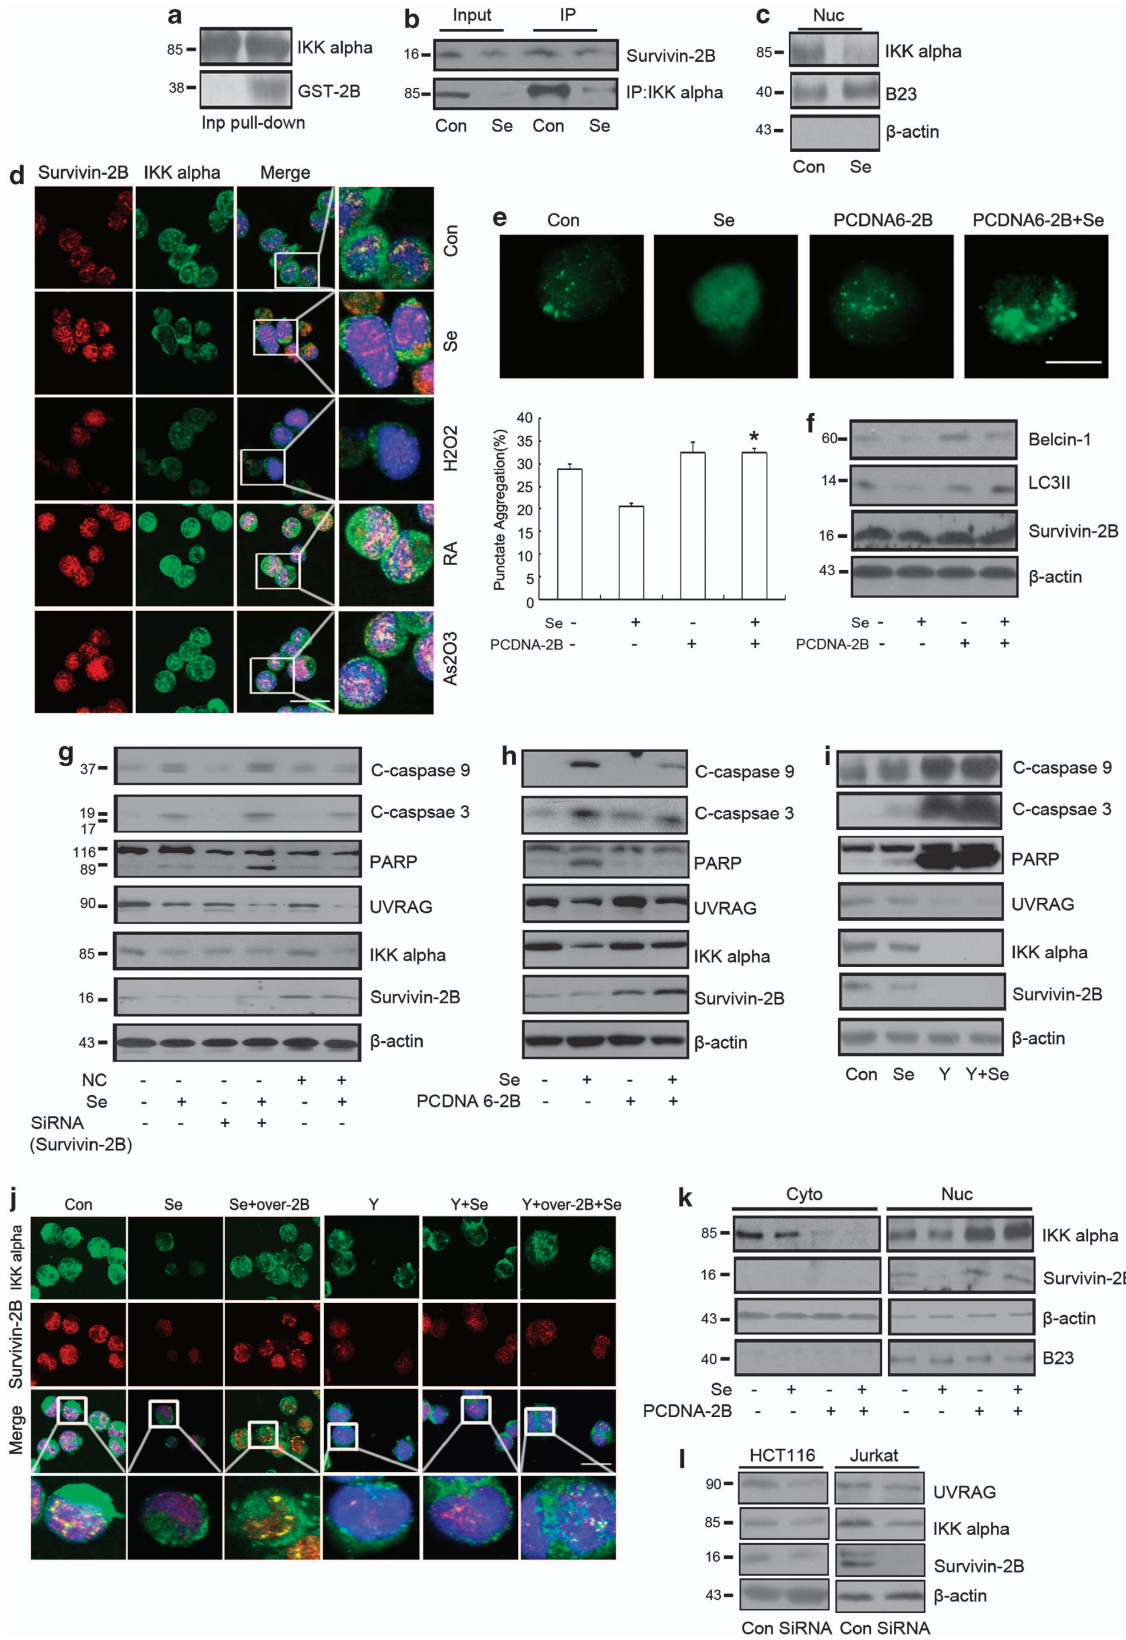 a
85
IKK alpha
38
GST-2B
Inp pull-down
b
Input IP
16
Survivin-2B
85
IP:IKK alpha
Con Se Con Se
c
Nuc
85
IKK alpha
40
B23
43
β-actin
Con Se
d
Survivin-2B IKK alpha Merge
Con
Se
H2O2
RA
As2O3
e
Con Se PCDNA6-2B PCDNA6-2B+Se
Punctate Aggregation(%)
40
35
30
25
20
15
10
5
0
*
Se - + - +
PCDNA-2B - - + +
f
60
Belcin-1
14
LC3II
16
Survivin-2B
43
β-actin
Se - + - +
PCDNA-2B - - + +
g
37
C-caspase 9
19
17
C-caspsae 3
116
89
PARP
90
UVRAG
85
IKK alpha
16
Survivin-2B
43
β-actin
NC - - - - + +
Se - + - + - +
SiRNA - - + + - -
(Survivin-2B)
h
C-caspase 9
C-caspsae 3
PARP
UVRAG
IKK alpha
Survivin-2B
β-actin
Se - + - +
PCDNA 6-2B - - + +
i
C-caspase 9
C-caspsae 3
PARP
UVRAG
IKK alpha
Survivin-2B
β-actin
Con Se Y Y+Se
j
Con Se Se+over-2B Y Y+Se Y+over-2B+Se
IKK alpha
Survivin-2B
Merge
k
Cyto Nuc
85
IKK alpha
16
Survivin-2B
43
β-actin
40
B23
Se - + - + - + - +
PCDNA-2B - - + + - - + +
l
HCT116 Jurkat
90
UVRAG
85
IKK alpha
16
Survivin-2B
43
β-actin
Con SiRNA Con SiRNA